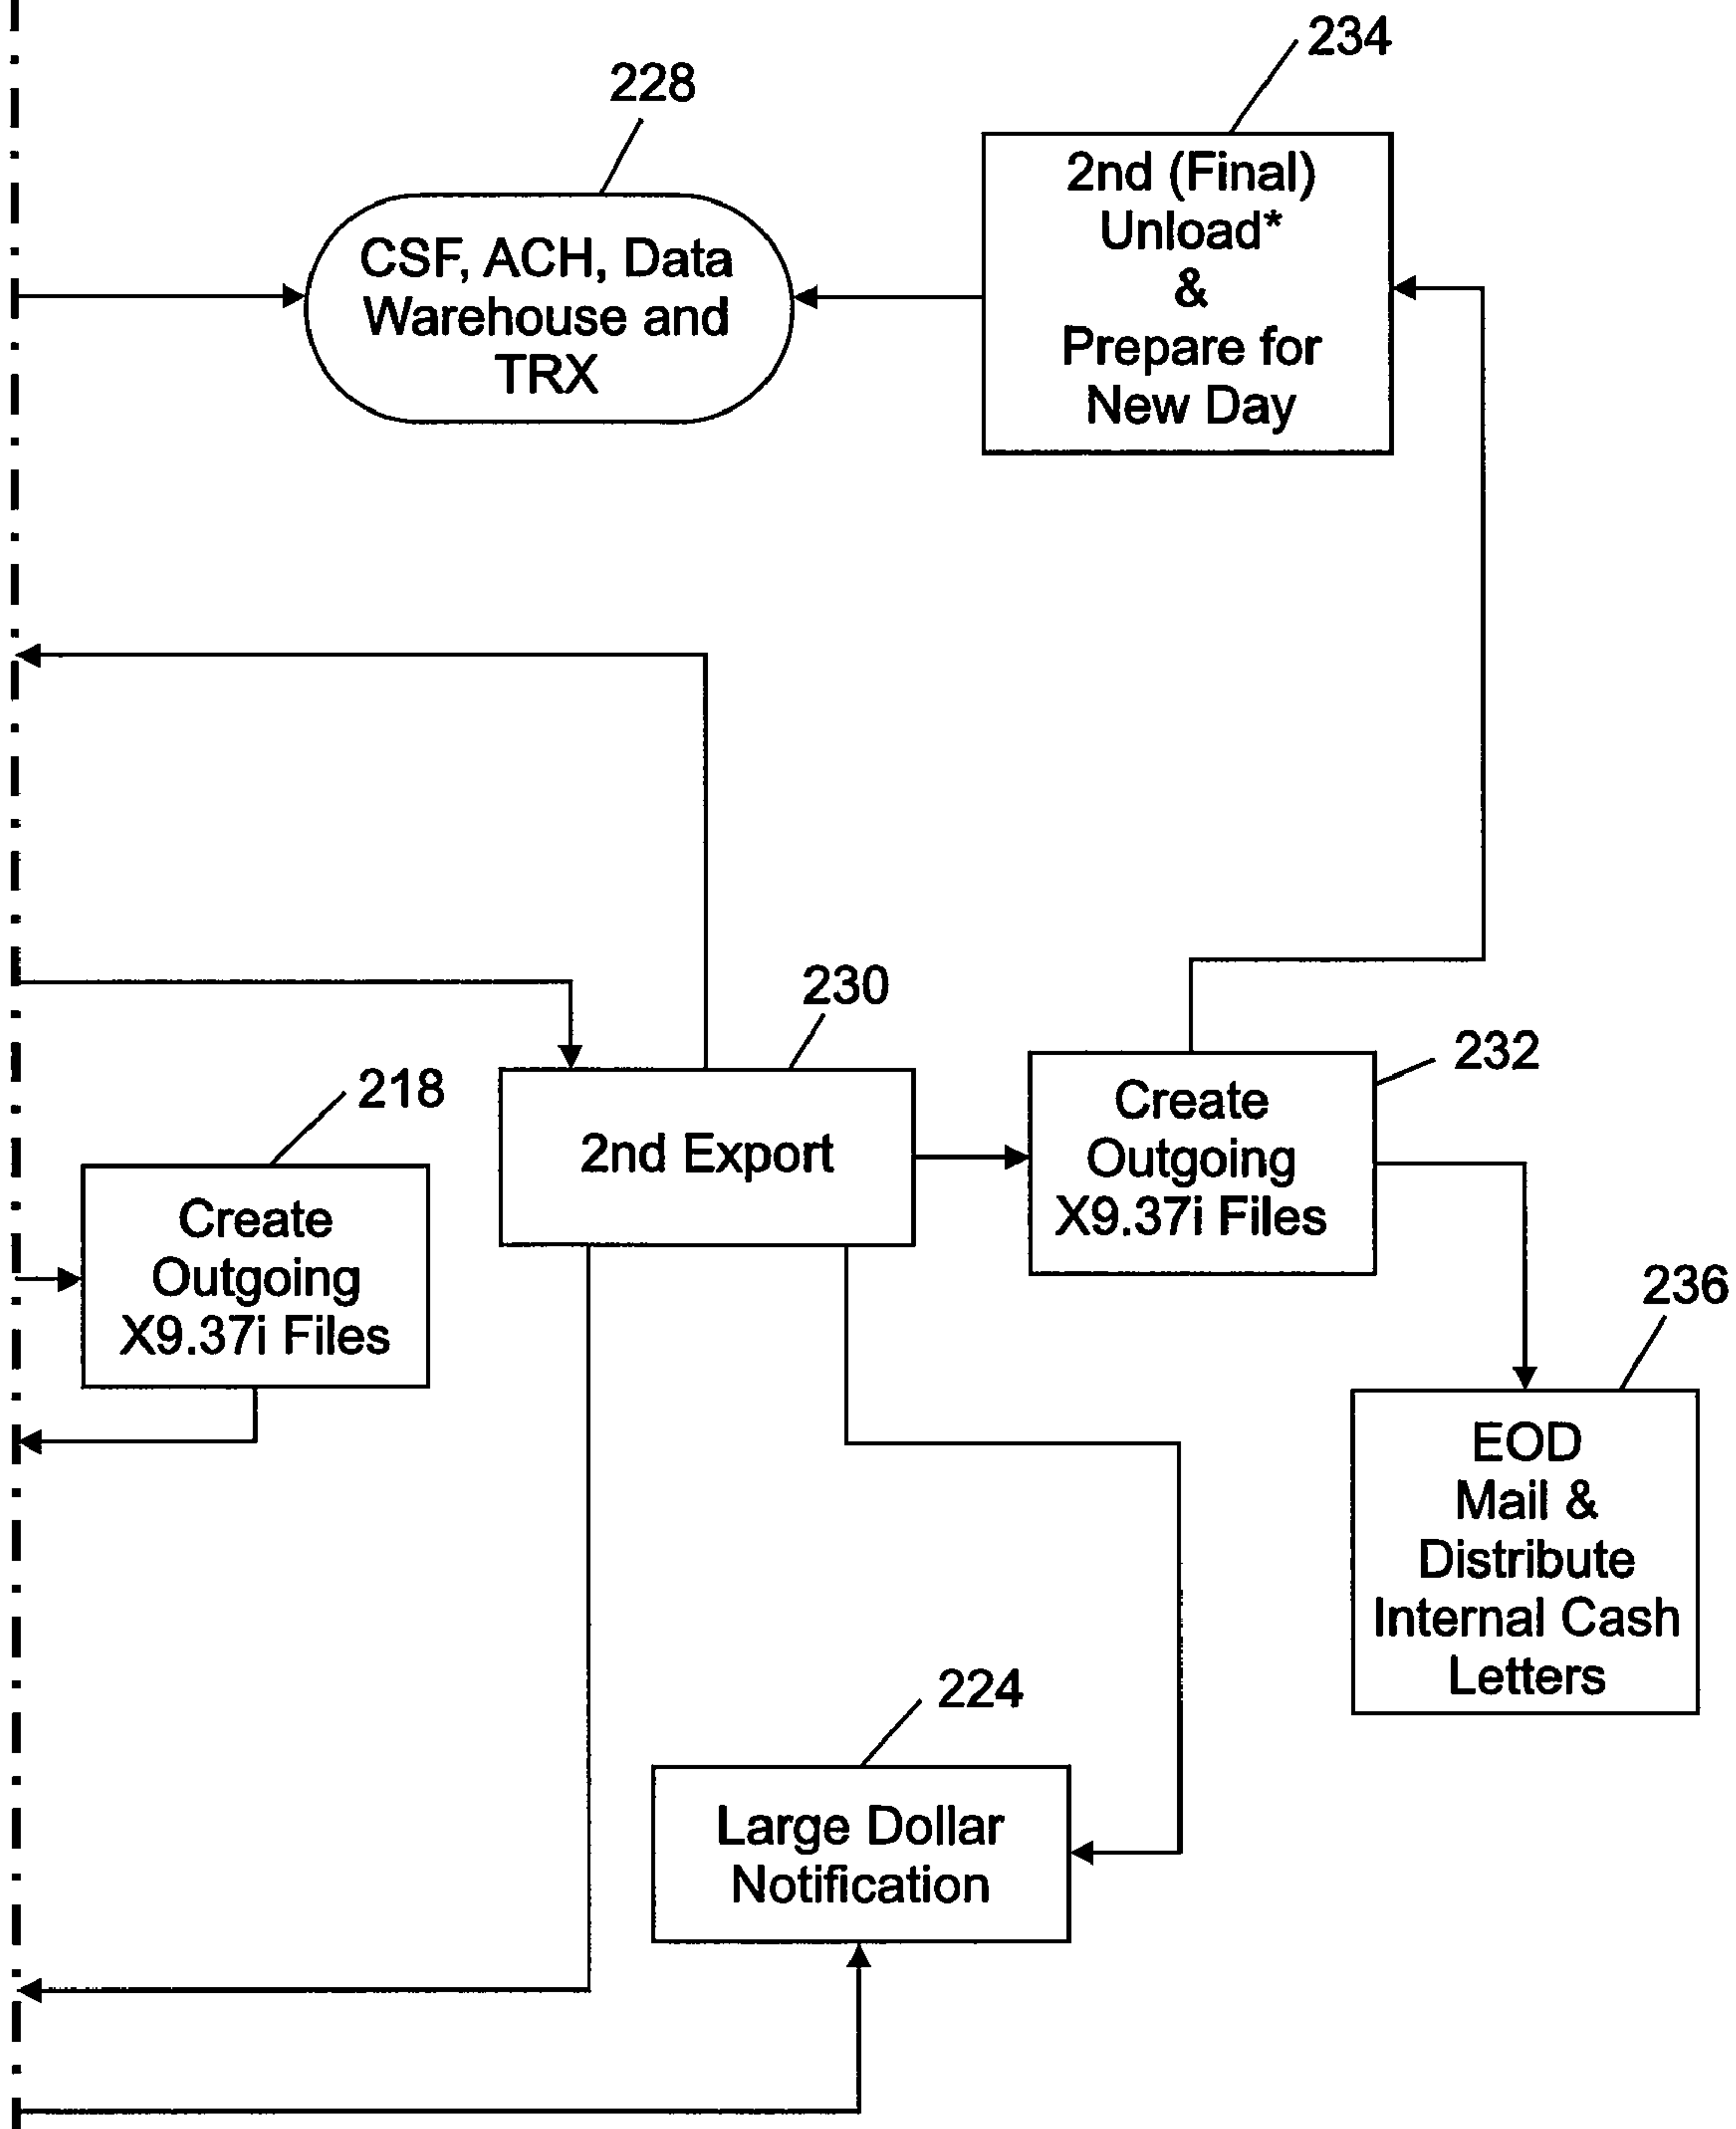 234
228
2nd (Final)
Unload*
&
Prepare for
New Day
CSF, ACH, Data
Warehouse and
TRX
230
232
218
2nd Export
Create
Outgoing
X9.37i Files
Create
Outgoing
X9.37i Files
236
EOD
Mail &
Distribute
Internal Cash
Letters
224
Large Dollar
Notification